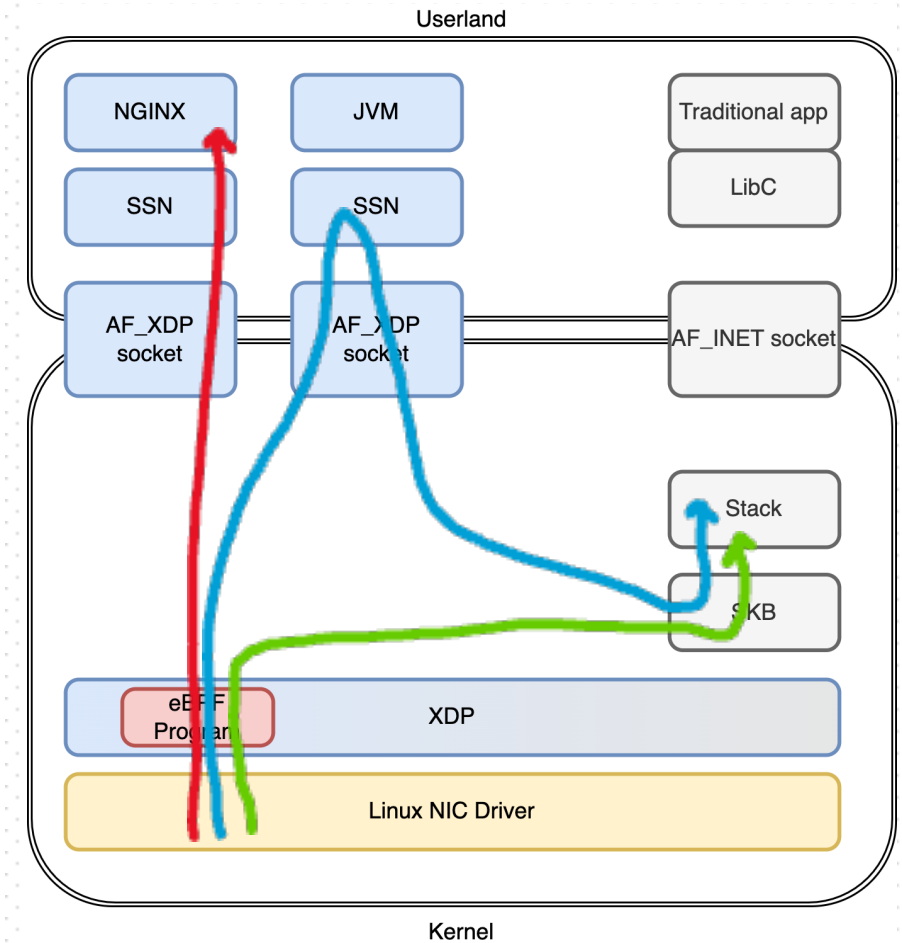 Userland
NGINX
JVM
Traditional app
SSN
SSN
LibC
AF_XDP
socket
AF_XDP
socket
AF_INET socket
Stack
SKB
eBPF
Program
XDP
Linux NIC Driver
Kernel